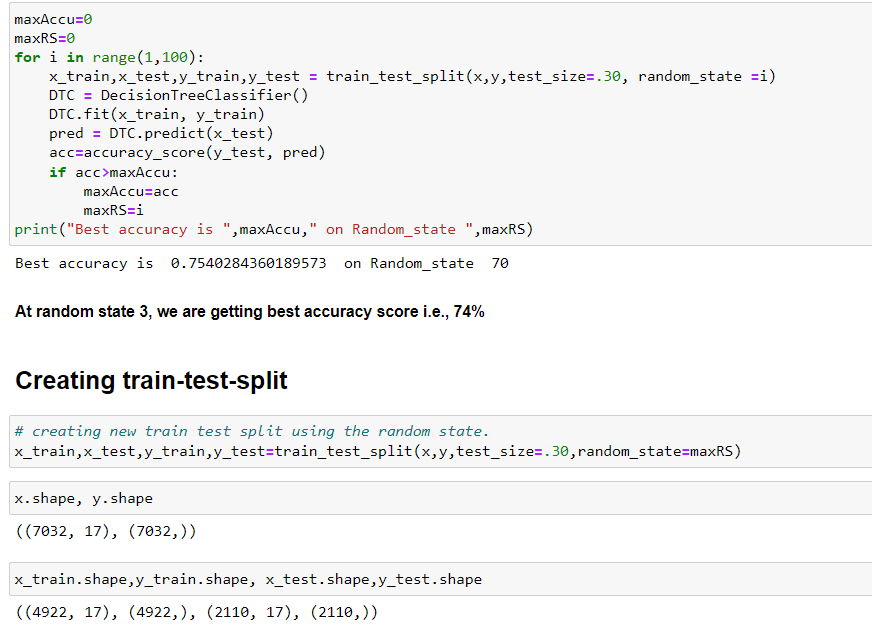 maxAccu=0
maxRS=0
for i in range(1,100):
    x_train,x_test,y_train,y_test = train_test_split(x,y,test_size=.30, random_state =i)
    DTC = DecisionTreeClassifier()
    DTC.fit(x_train, y_train)
    pred = DTC.predict(x_test)
    acc=accuracy_score(y_test, pred)
    if acc>maxAccu:
        maxAccu=acc
        maxRS=i
print("Best accuracy is ",maxAccu," on Random_state ",maxRS)
Best accuracy is  0.7540284360189573  on Random_state  70
At random state 3, we are getting best accuracy score i.e., 74%
Creating train-test-split
# creating new train test split using the random state.
x_train,x_test,y_train,y_test=train_test_split(x,y,test_size=.30,random_state=maxRS)
x.shape, y.shape
((7032, 17), (7032,))
x_train.shape,y_train.shape, x_test.shape,y_test.shape
((4922, 17), (4922,), (2110, 17), (2110,))